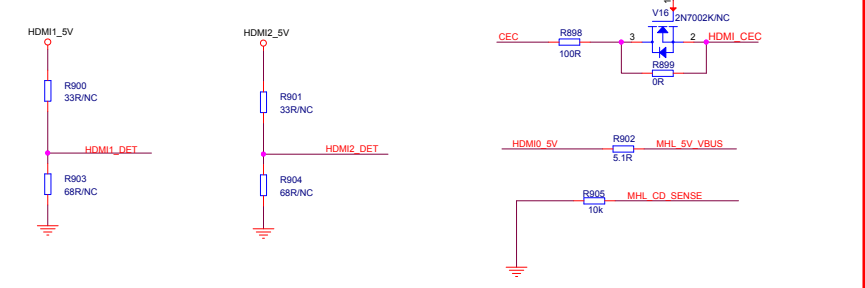 HDMI1_5V
R900
33R/NC
HDMI1_DET
R903
68R/NC
HDMI2_5V
R901
33R/NC
HDMI2_DET
R904
68R/NC
V16
2N7002K/NC
CEC
R898
100R
3
2
HDMI_CEC
R899
0R
HDMI0_5V
R902
5.1R
MHL_5V_VBUS
R905
10k
MHL_CD_SENSE